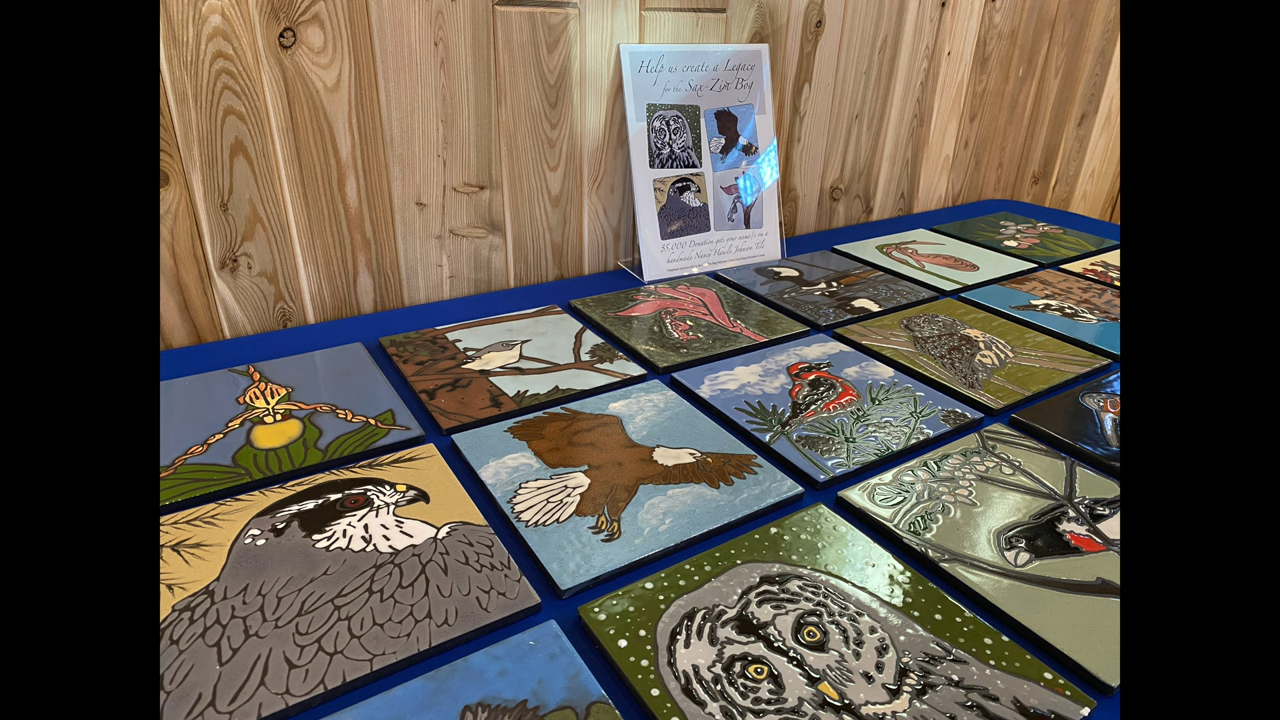 Help us create a Legacy
for the Sax-Zim Bog
$5,000 Donation gets your name/s on a
handmade Nancy Hawki Johnson Tile